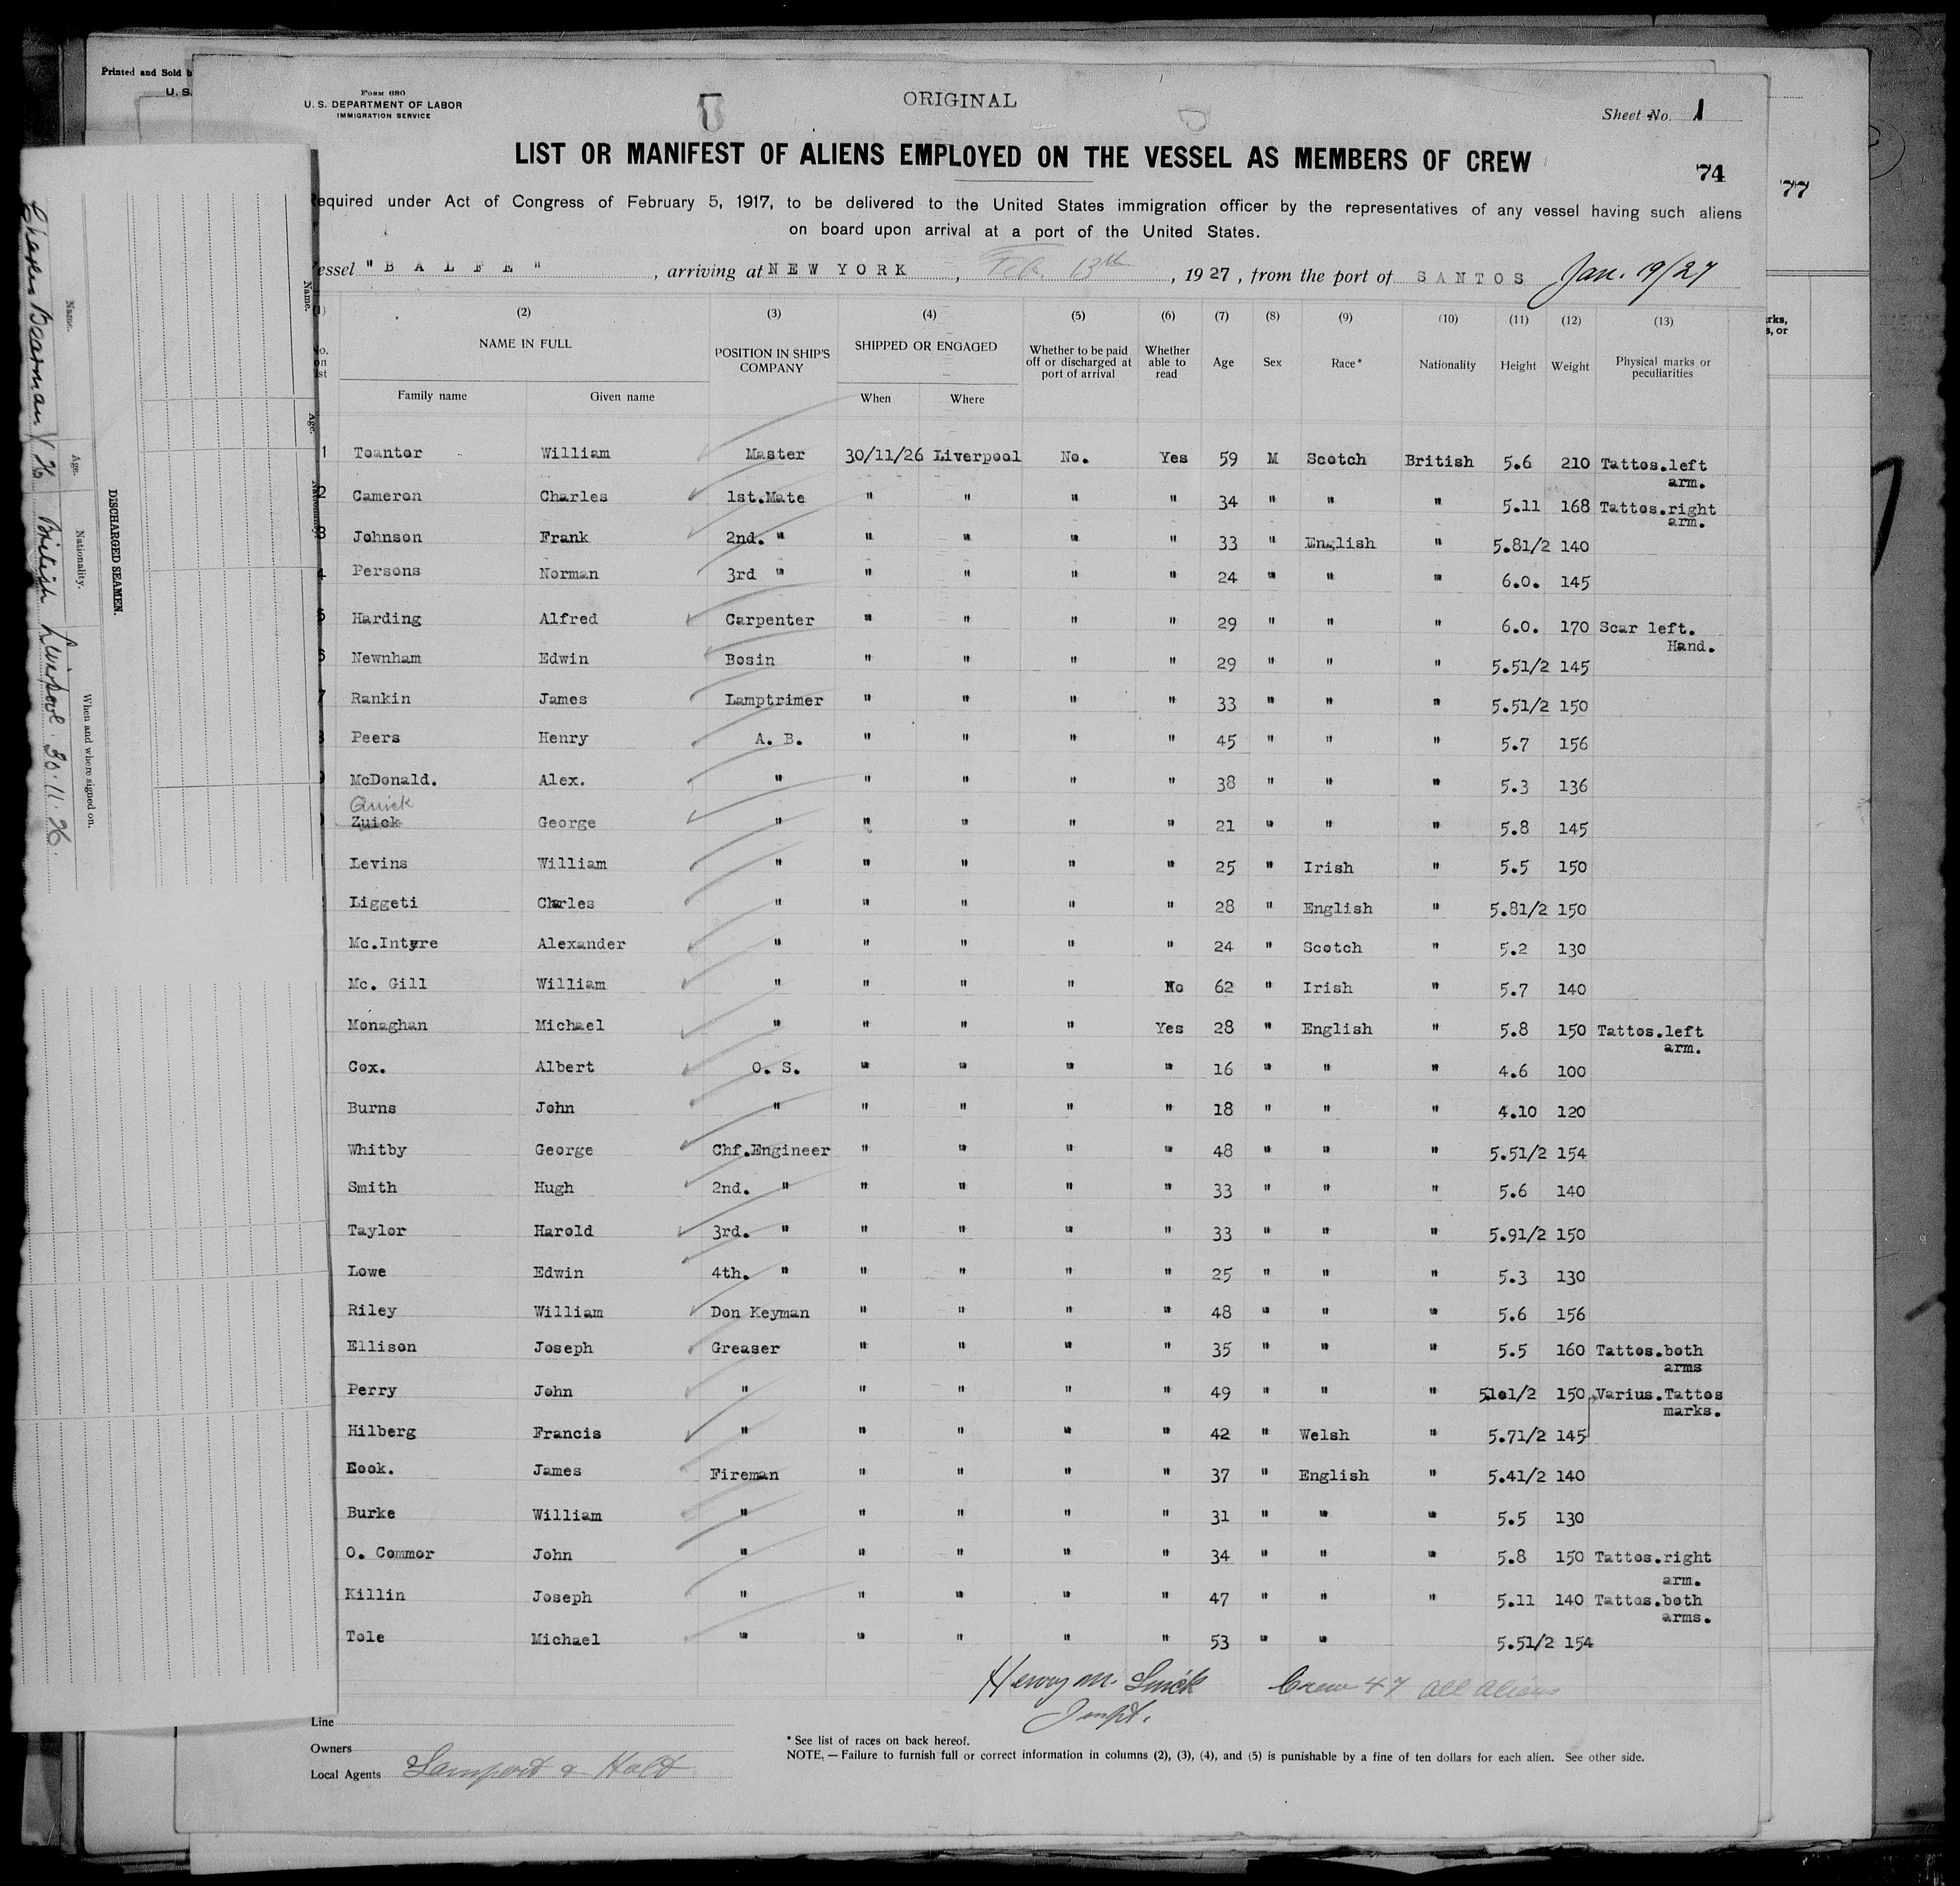 Printed and Sold b
U. S.
Form 680
U. S. DEPARTMENT OF LABOR
IMMIGRATION SERVICE
ORIGINAL
Sheet No. 1
LIST OR MANIFEST OF ALIENS EMPLOYED ON THE VESSEL AS MEMBERS OF CREW
74
77
equired under Act of Congress of February 5, 1917, to be delivered to the United States immigration officer by the representatives of any vessel having such aliens
on board upon arrival at a port of the United States.
essel "BALFE", arriving at NEW YORK, Feb. 13th, 1927, from the port of SANTOS Jan. 19/27
(2) (3) (4) (5) (6) (7) (8) (9) (10) (11) (12) (13)
NAME IN FULL POSITION IN SHIP'S COMPANY SHIPPED OR ENGAGED Whether to be paid off or discharged at port of arrival Whether able to read Age Sex Race* Nationality Height Weight Physical marks or peculiarities
Family name Given name When Where
1 Toantor William Master 30/11/26 Liverpool No. Yes 59 M Scotch British 5.6 210 Tattos.left arm.
2 Cameron Charles 1st.Mate " " " " 34 " " " 5.11 168 Tattos.right arm.
3 Johnson Frank 2nd. " " " " " 33 " English " 5.81/2 140
4 Persons Norman 3rd " " " " " 24 " " " 6.0. 145
5 Harding Alfred Carpenter " " " " 29 " " " 6.0. 170 Scar left. Hand.
6 Newnham Edwin Bosin " " " " 29 " " " 5.51/2 145
7 Rankin James Lamptrimer " " " " 33 " " " 5.51/2 150
Peers Henry A. B. " " " " 45 " " " 5.7 156
McDonald. Alex. " " " " " 38 " " " 5.3 136
Quick
Zuick George " " " " " 21 " " " 5.8 145
Levins William " " " " " 25 " Irish " 5.5 150
Liggeti Charles " " " " " 28 " English " 5.81/2 150
Mc.Intyre Alexander " " " " " 24 " Scotch " 5.2 130
Mc. Gill William " " " " No 62 " Irish " 5.7 140
Monaghan Michael " " " " Yes 28 " English " 5.8 150 Tattos.left arm.
Cox. Albert O. S. " " " " 16 " " " 4.6 100
Burns John " " " " " 18 " " " 4.10 120
Whitby George Chf.Engineer " " " " 48 " " " 5.51/2 154
Smith Hugh 2nd. " " " " " 33 " " " 5.6 140
Taylor Harold 3rd. " " " " " 33 " " " 5.91/2 150
Lowe Edwin 4th. " " " " " 25 " " " 5.3 130
Riley William Don Keyman " " " " 48 " " " 5.6 156
Ellison Joseph Greaser " " " " 35 " " " 5.5 160 Tattos.both arms
Perry John " " " " " 49 " " " 5101/2 150 Varius.Tattos marks.
Hilberg Francis " " " " " 42 " Welsh " 5.71/2 145
Cook. James Fireman " " " " 37 " English " 5.41/2 140
Burke William " " " " " 31 " " " 5.5 130
O. Commor John " " " " " 34 " " " 5.8 150 Tattos.right arm.
Killin Joseph " " " " " 47 " " " 5.11 140 Tattos.both arms.
Tole Michael " " " " " 53 " " 5.51/2 154
Henry M. Crew 47 all aliens
Inspt.
Line
Owners
Local Agents Lamport & Holt
* See list of races on back hereof.
NOTE. — Failure to furnish full or correct information in columns (2), (3), (4), and (5) is punishable by a fine of ten dollars for each alien. See other side.
DISCHARGED SEAMEN.
Name. Age. Nationality. When and where signed on.
Charles Bearman 26 British Liverpool 30.11.26.
Name.
Age.
rks,
s, or